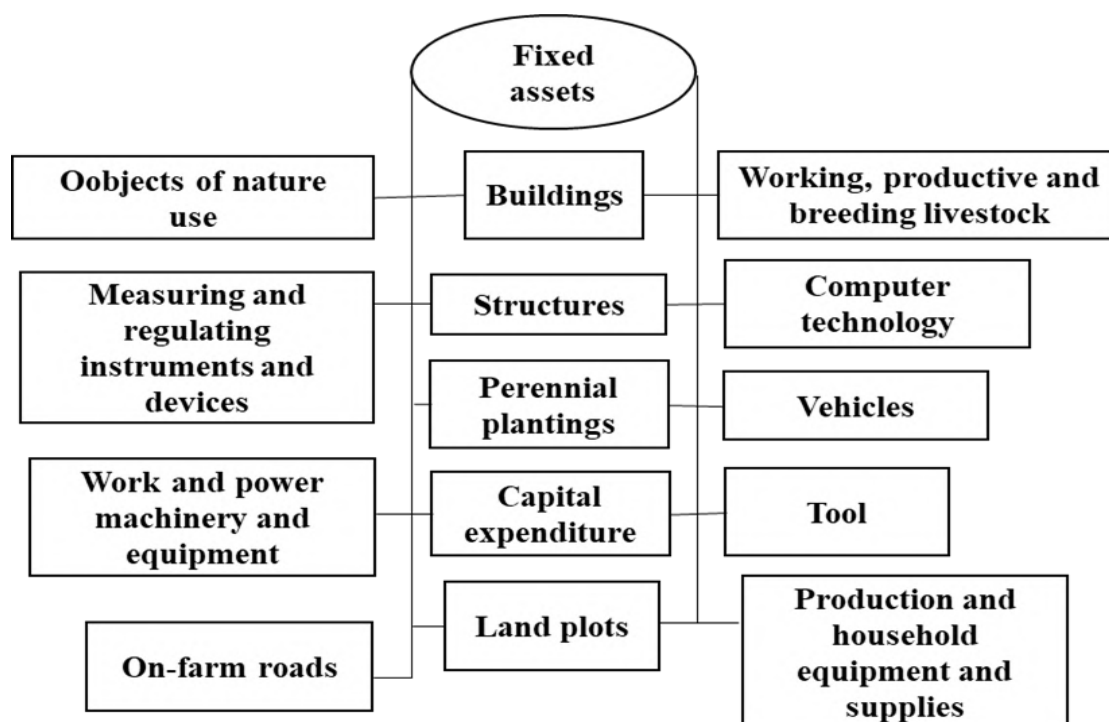 Fixed
assets
Oobjects of nature
use
Buildings
Working, productive and
breeding livestock
Measuring and
regulating
instruments and
devices
Structures
Computer
technology
Perennial
plantings
Vehicles
Work and power
machinery and
equipment
Capital
expenditure
Tool
On-farm roads
Land plots
Production and
household
equipment and
supplies